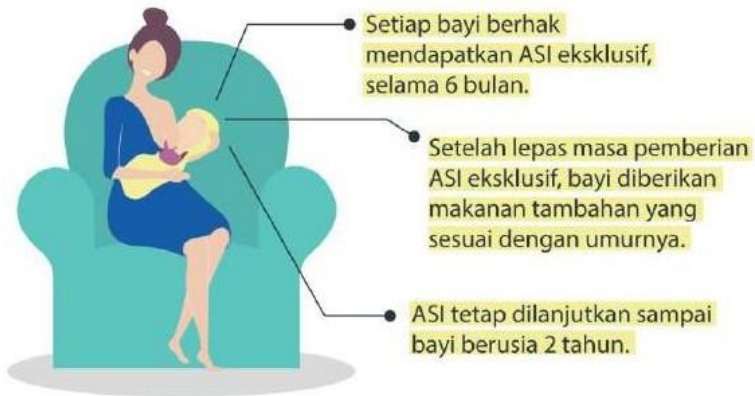 Setiap bayi berhak
mendapatkan ASI eksklusif,
selama 6 bulan.
Setelah lepas masa pemberian
ASI eksklusif, bayi diberikan
makanan tambahan yang
sesuai dengan umurnya.
ASI tetap dilanjutkan sampai
bayi berusia 2 tahun.